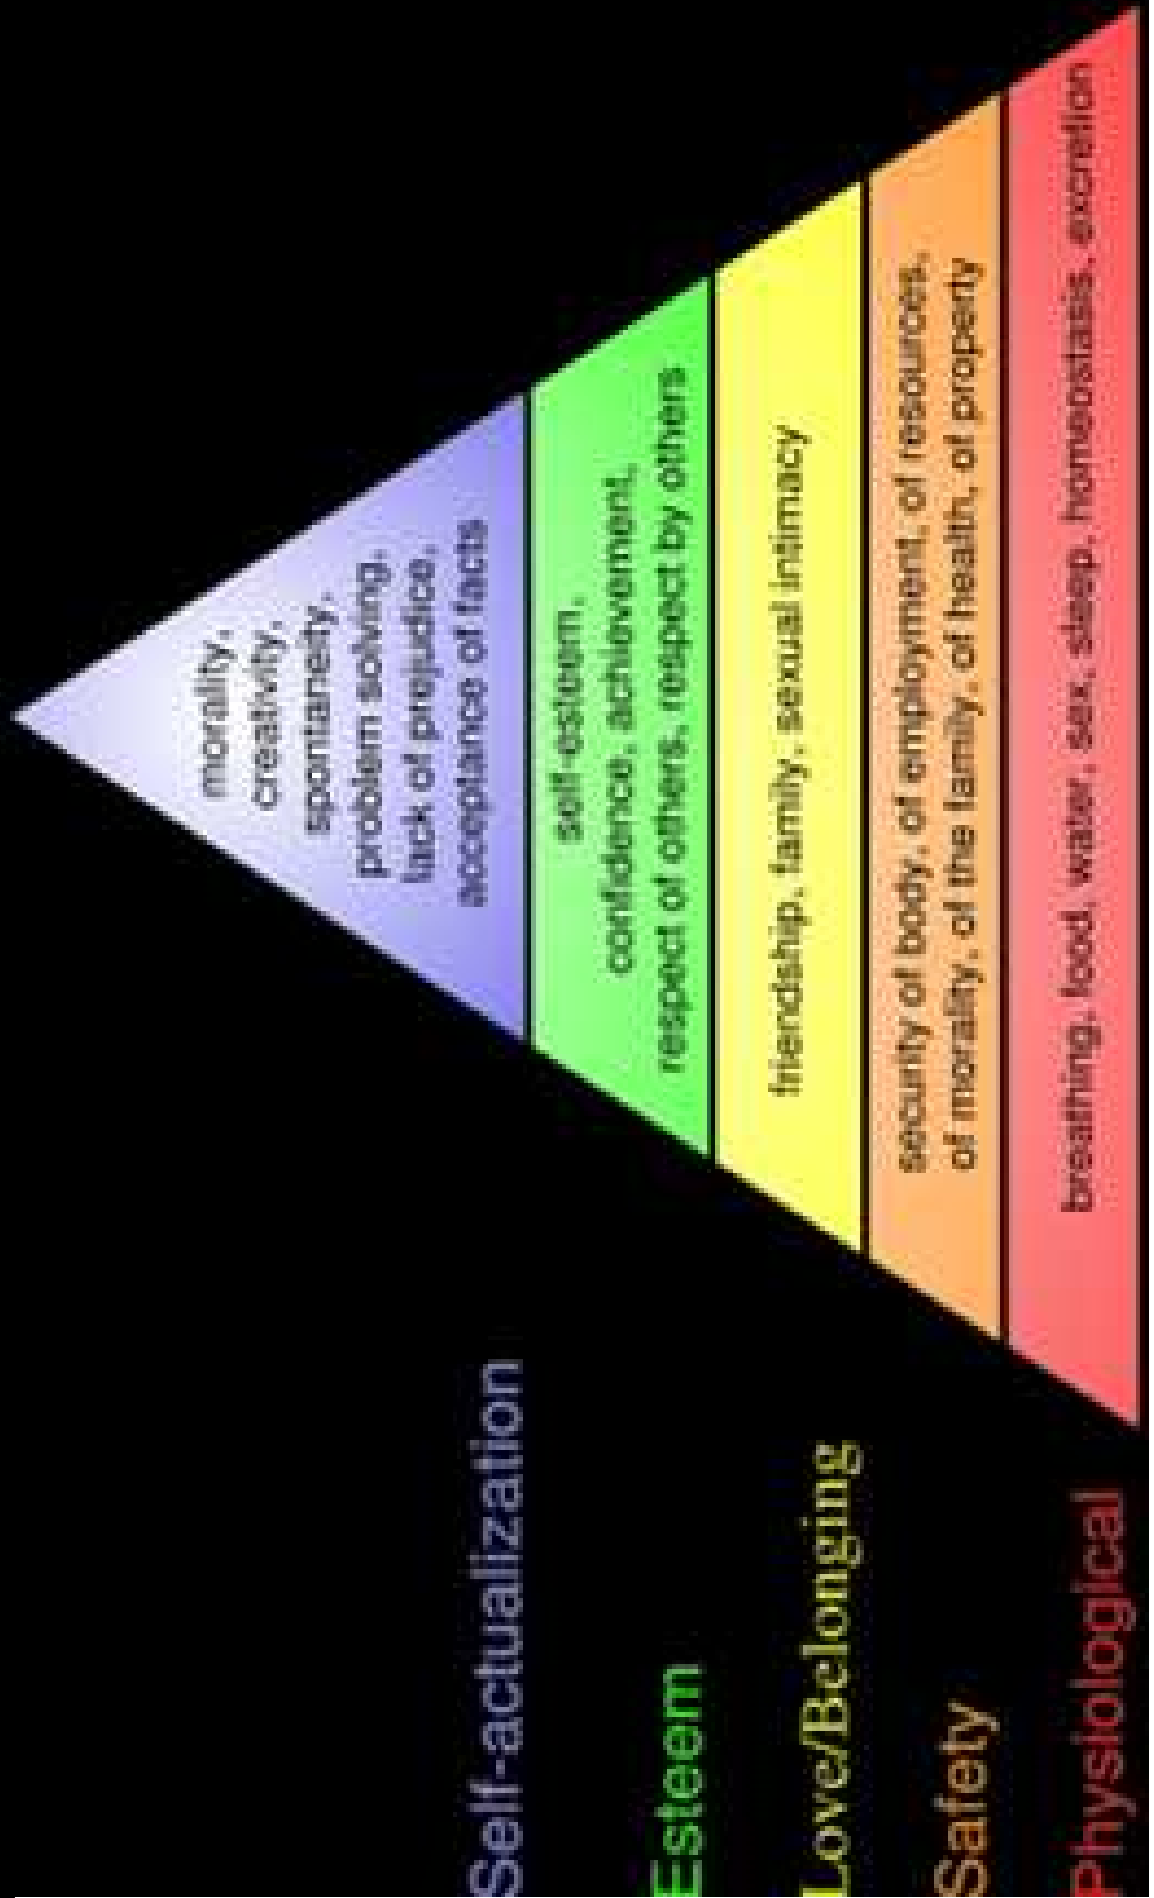 morality,
creativity,
spontaneity,
problem solving,
lack of prejudice,
acceptance of facts
Self-actualization
self-esteem,
confidence, achievement,
respect of others, respect by others
Esteem
friendship, family, sexual intimacy
Love/Belonging
security of body, of employment, of resources,
of morality, of the family, of health, of property
Safety
breathing, food, water, sex, sleep, homeostasis, excretion
Physiological